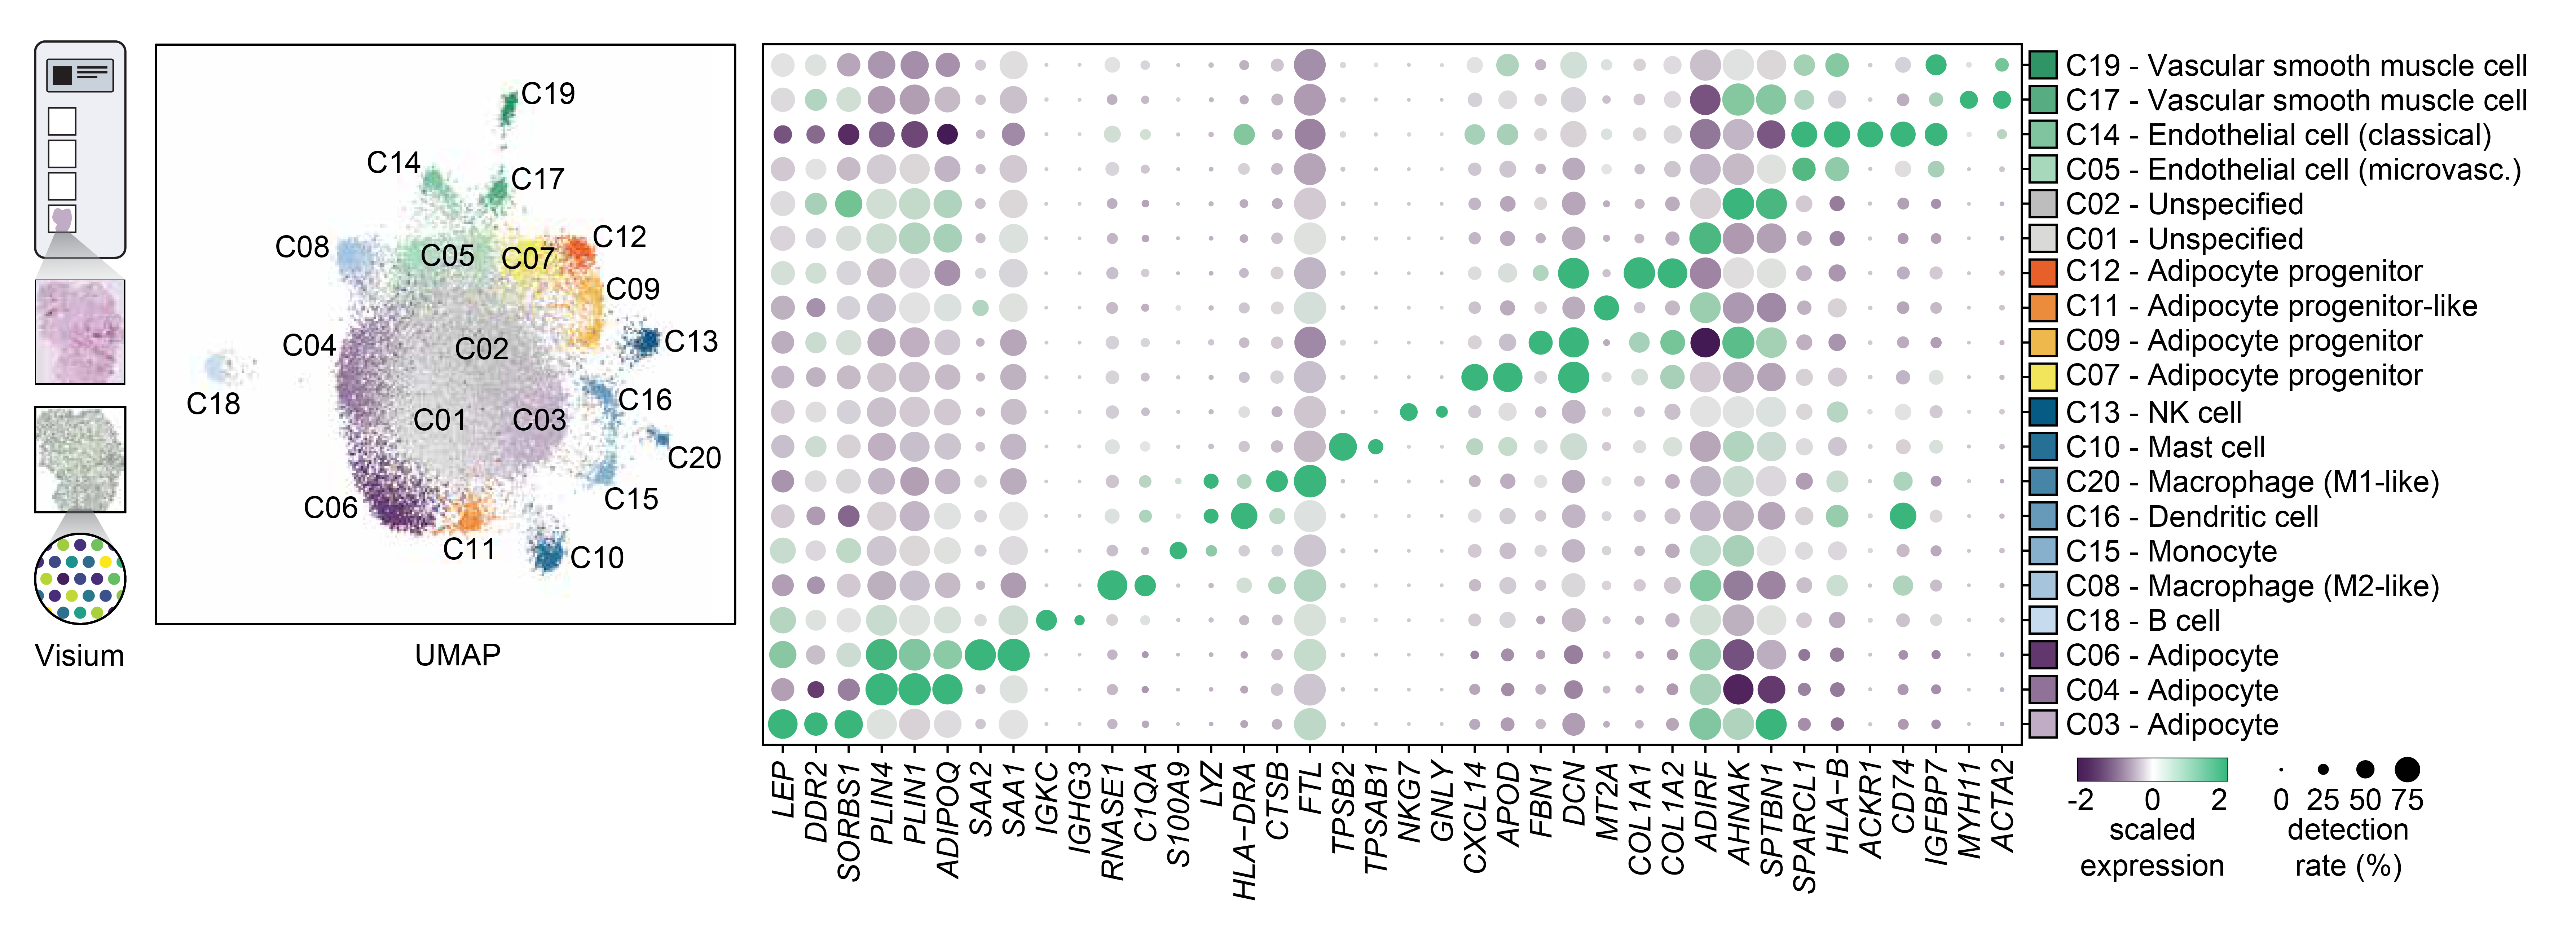 Visium
C19
C14
C17
C08
C05
C07
C12
C09
C04
C02
C13
C18
C16
C01
C03
C20
C15
C06
C11
C10
UMAP
C19 - Vascular smooth muscle cell
C17 - Vascular smooth muscle cell
C14 - Endothelial cell (classical)
C05 - Endothelial cell (microvasc.)
C02 - Unspecified
C01 - Unspecified
C12 - Adipocyte progenitor
C11 - Adipocyte progenitor-like
C09 - Adipocyte progenitor
C07 - Adipocyte progenitor
C13 - NK cell
C10 - Mast cell
C20 - Macrophage (M1-like)
C16 - Dendritic cell
C15 - Monocyte
C08 - Macrophage (M2-like)
C18 - B cell
C06 - Adipocyte
C04 - Adipocyte
C03 - Adipocyte
LEP
DDR2
SORBS1
PLIN4
PLIN1
ADIPOQ
SAA2
SAA1
IGKC
IGHG3
RNASE1
C1QA
S100A9
LYZ
HLA−DRA
CTSB
FTL
TPSB2
TPSAB1
NKG7
GNLY
CXCL14
APOD
FBN1
DCN
MT2A
COL1A1
COL1A2
ADIRF
AHNAK
SPTBN1
SPARCL1
HLA−B
ACKR1
CD74
IGFBP7
MYH11
ACTA2
-2 0 2
scaled
expression
0 25 50 75
detection
rate (%)